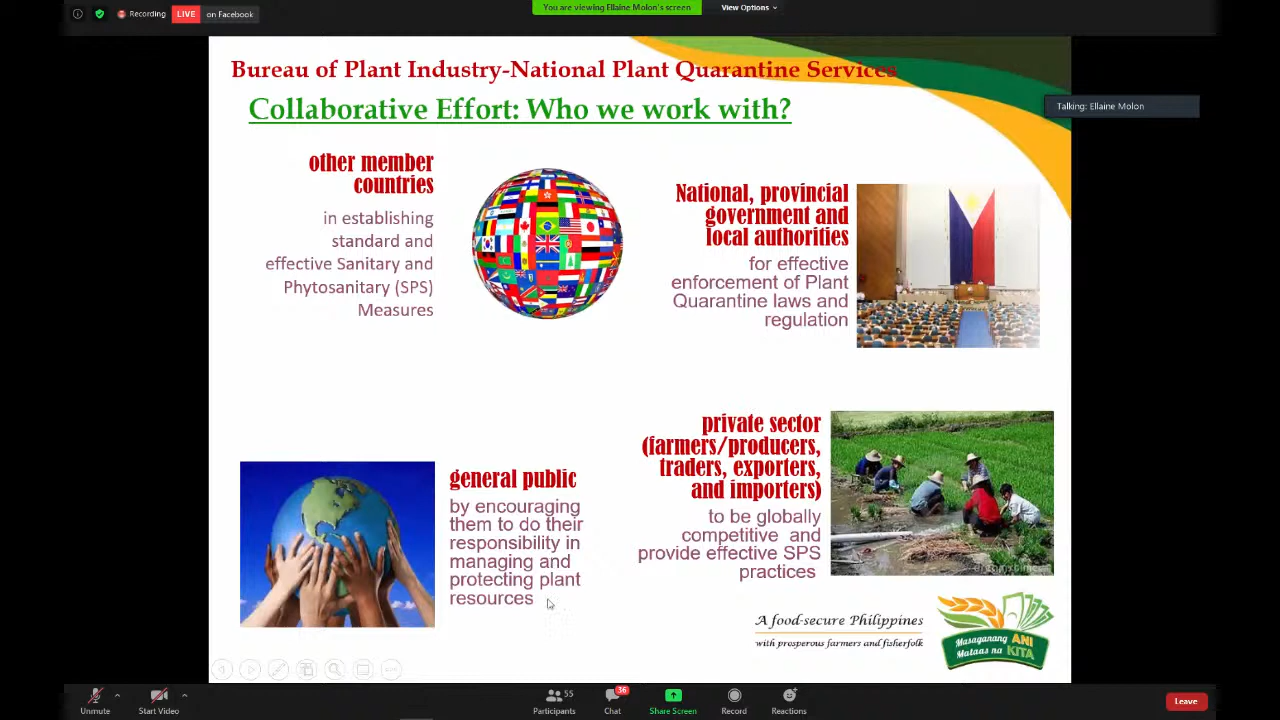 Recording
LIVE
on Facebook
You are viewing Ellaine Molon's screen
View Options
Talking: Ellaine Molon
Bureau of Plant Industry-National Plant Quarantine Services
Collaborative Effort: Who we work with?
other member
countries
in establishing
standard and
effective Sanitary and
Phytosanitary (SPS)
Measures
National, provincial
government and
local authorities
for effective
enforcement of Plant
Quarantine laws and
regulation
general public
by encouraging
them to do their
responsibility in
managing and
protecting plant
resources
private sector
(farmers/producers,
traders, exporters,
and importers)
to be globally
competitive and
provide effective SPS
practices
A food-secure Philippines
with prosperous farmers and fisherfolk
Masaganang ANI
Mataas na KITA
Unmute
Start Video
55
Participants
36
Chat
Share Screen
Record
Reactions
Leave